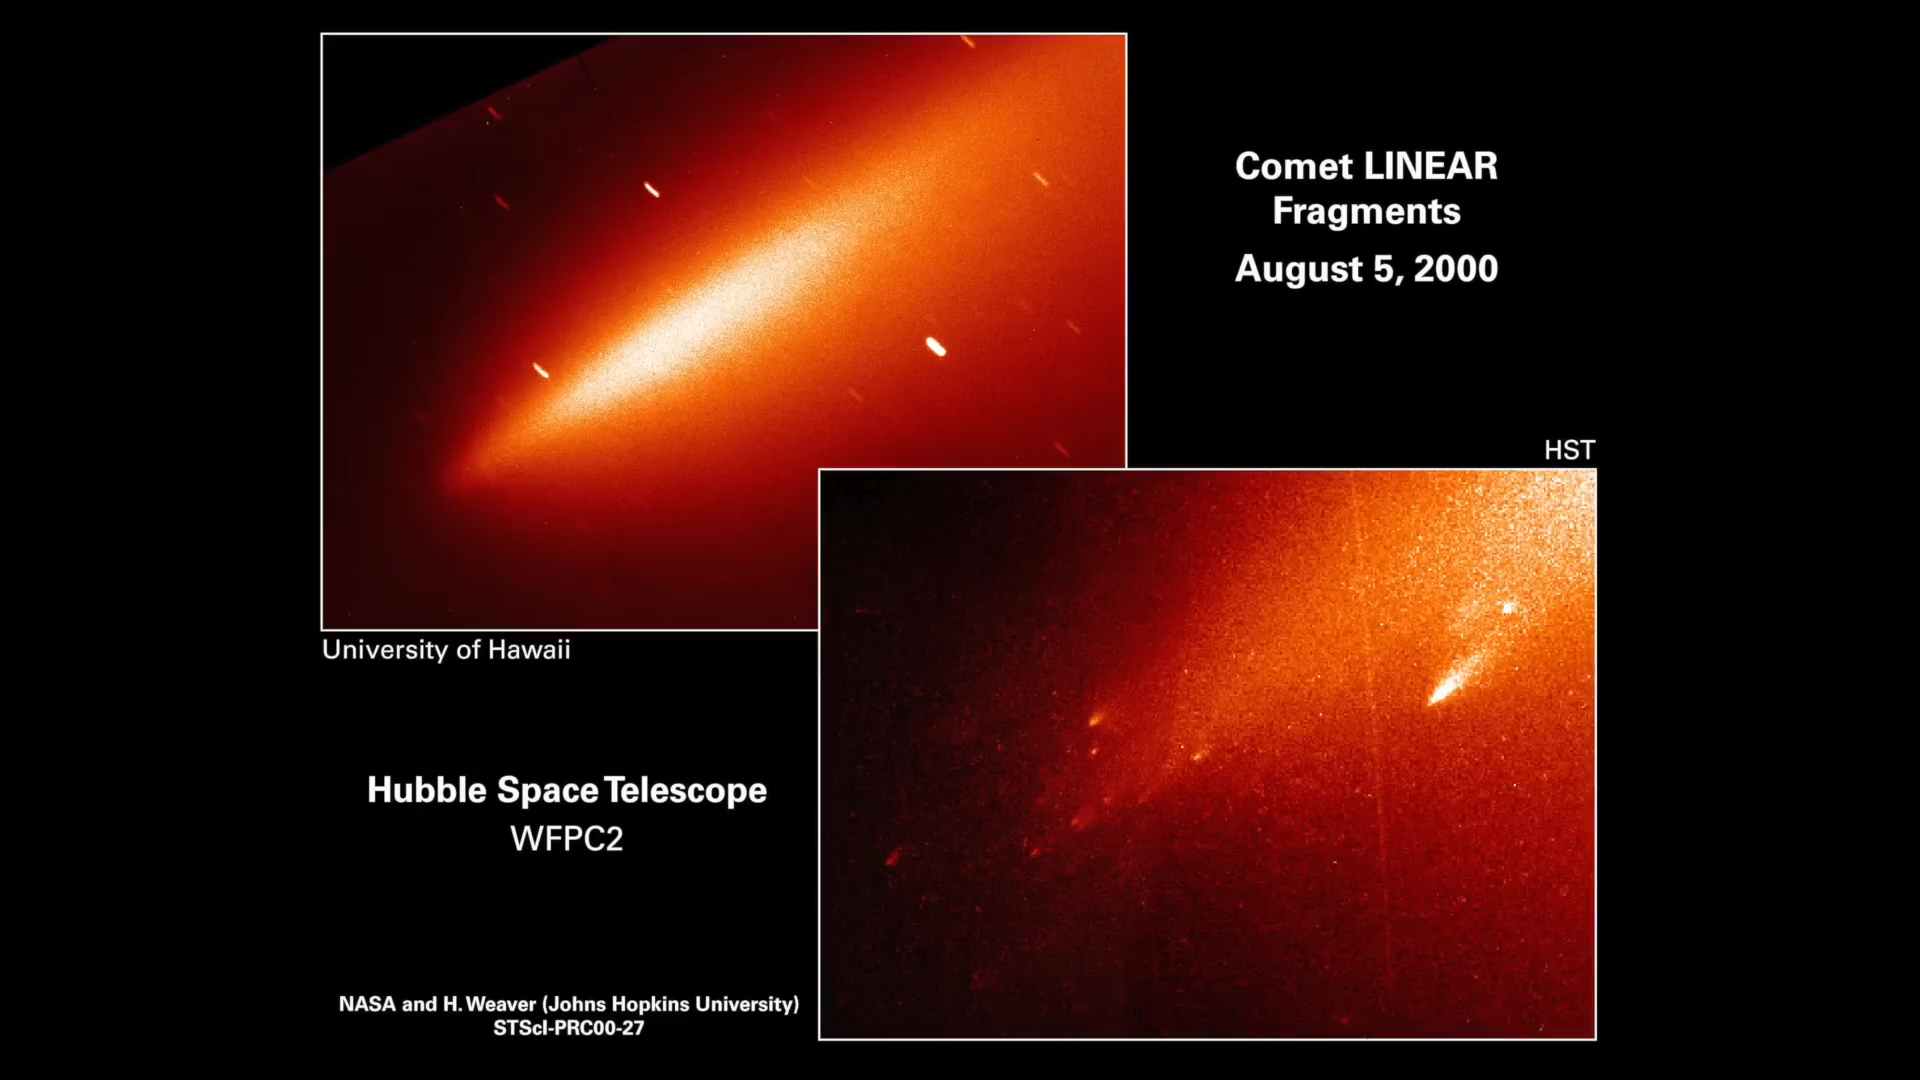 Comet LINEAR
Fragments
August 5, 2000
HST
University of Hawaii
Hubble Space Telescope
WFPC2
NASA and H. Weaver (Johns Hopkins University)
STScI-PRC00-27